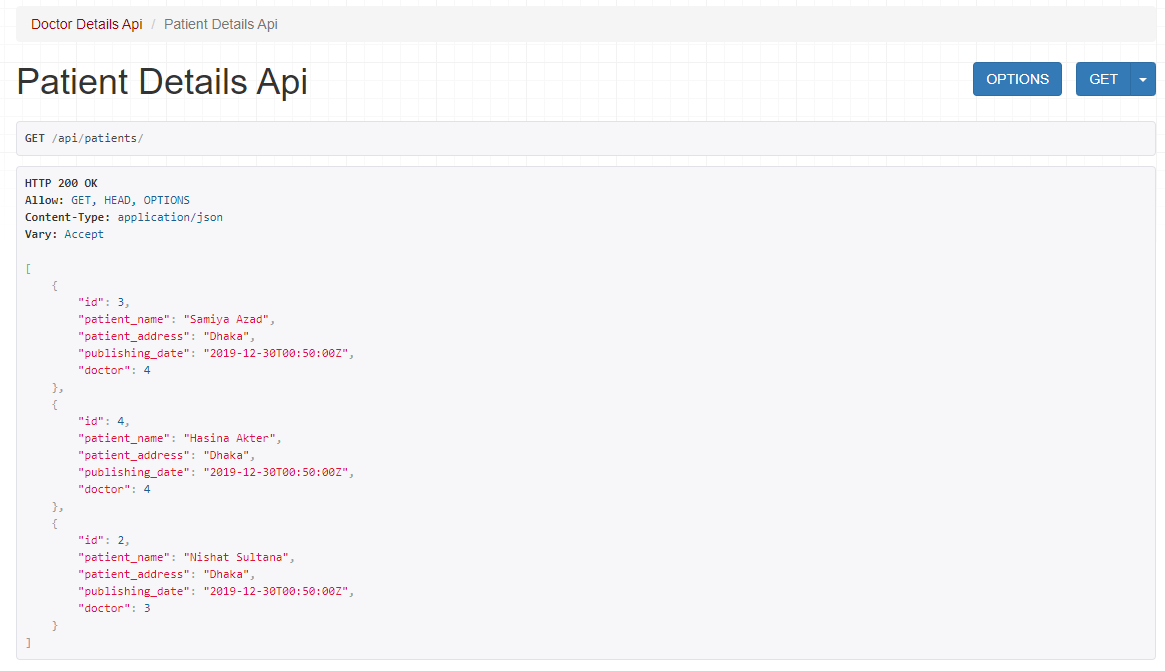 Doctor Details Api / Patient Details Api
Patient Details Api
OPTIONS
GET
GET /api/patients/
HTTP 200 OK
Allow: GET, HEAD, OPTIONS
Content-Type: application/json
Vary: Accept
[
    {
        "id": 3,
        "patient_name": "Samiya Azad",
        "patient_address": "Dhaka",
        "publishing_date": "2019-12-30T00:50:00Z",
        "doctor": 4
    },
    {
        "id": 4,
        "patient_name": "Hasina Akter",
        "patient_address": "Dhaka",
        "publishing_date": "2019-12-30T00:50:00Z",
        "doctor": 4
    },
    {
        "id": 2,
        "patient_name": "Nishat Sultana",
        "patient_address": "Dhaka",
        "publishing_date": "2019-12-30T00:50:00Z",
        "doctor": 3
    }
]